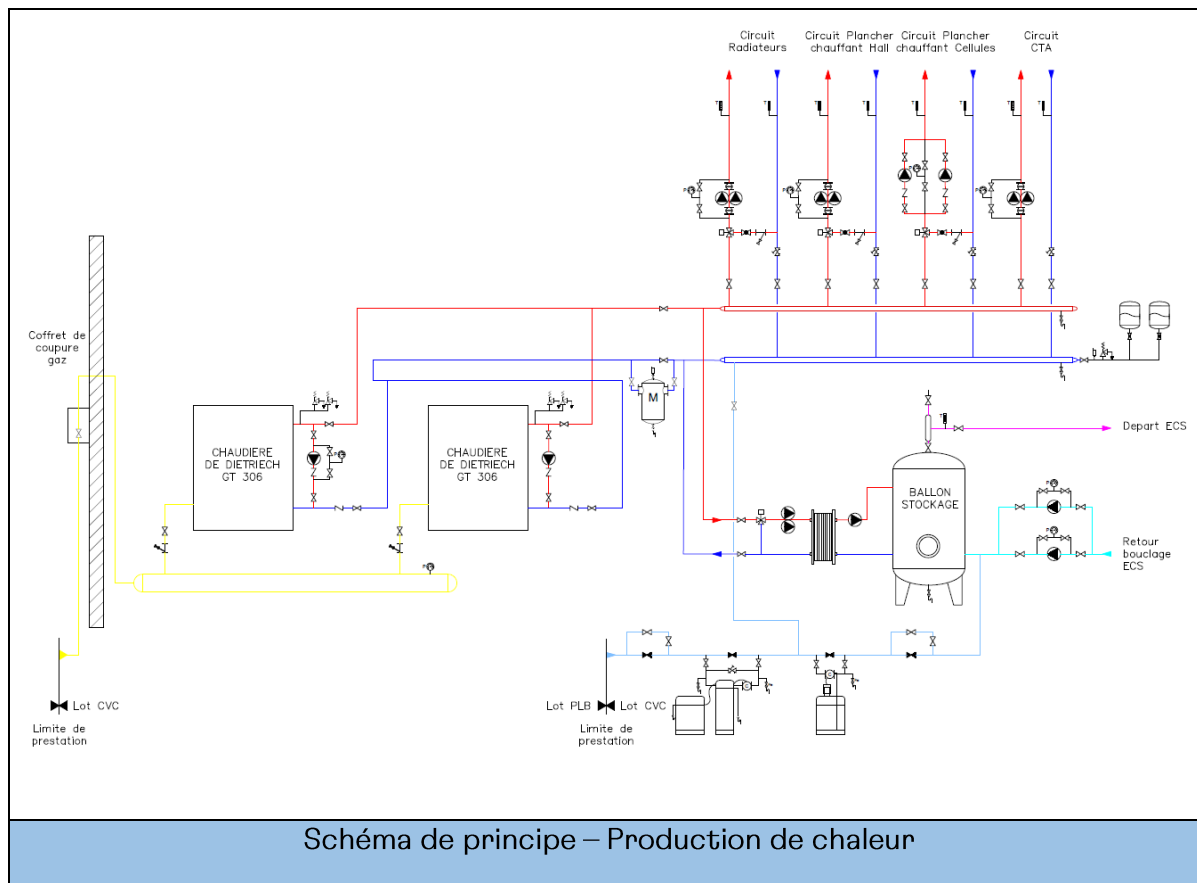 Circuit
Radiateurs
Circuit Plancher
chauffant Hall
Circuit Plancher
chauffant Cellules
Circuit
CTA
T
T
T
T
T
T
T
T
P
P
P
P
Coffret de
coupure
gaz
CHAUDIERE
DE DIETRIECH
GT 306
P
CHAUDIERE
DE DIETRIECH
GT 306
M
T
Depart ECS
BALLON
STOCKAGE
P
P
Retour
bouclage
ECS
P
Lot CVC
Limite de
prestation
Lot PLB
Lot CVC
Limite de
prestation
C
C
Schéma de principe – Production de chaleur